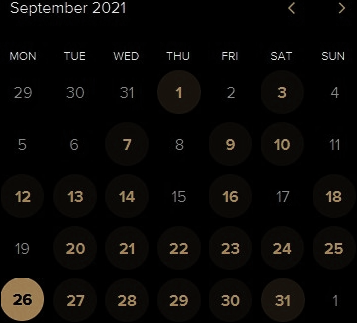 September 2021
MON TUE WED THU FRI SAT SUN
29 30 31 1 2 3 4
5 6 7 8 9 10 11
12 13 14 15 16 17 18
19 20 21 22 23 24 25
26 27 28 29 30 31 1